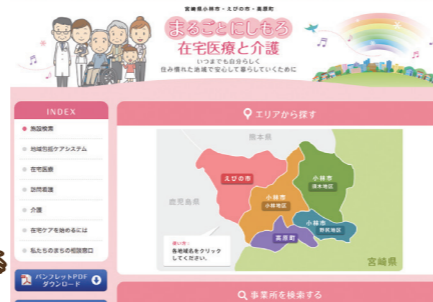 宮崎県小林市・えびの市・高原町
まるごとにしもろ
在宅医療と介護
いつまでも自分らしく
住み慣れた地域で安心して暮らしていくために
INDEX
施設検索
地域包括ケアシステム
在宅医療
訪問看護
介護
在宅ケアを始めるには
私たちのまちの相談窓口
パンフレットPDF
ダウンロード
エリアから探す
熊本県
えびの市
小林市
須木地区
小林市
小林地区
鹿児島県
小林市
野尻地区
高原町
使い方：
各地域名をクリック
してください。
宮崎県
事業所を検索する